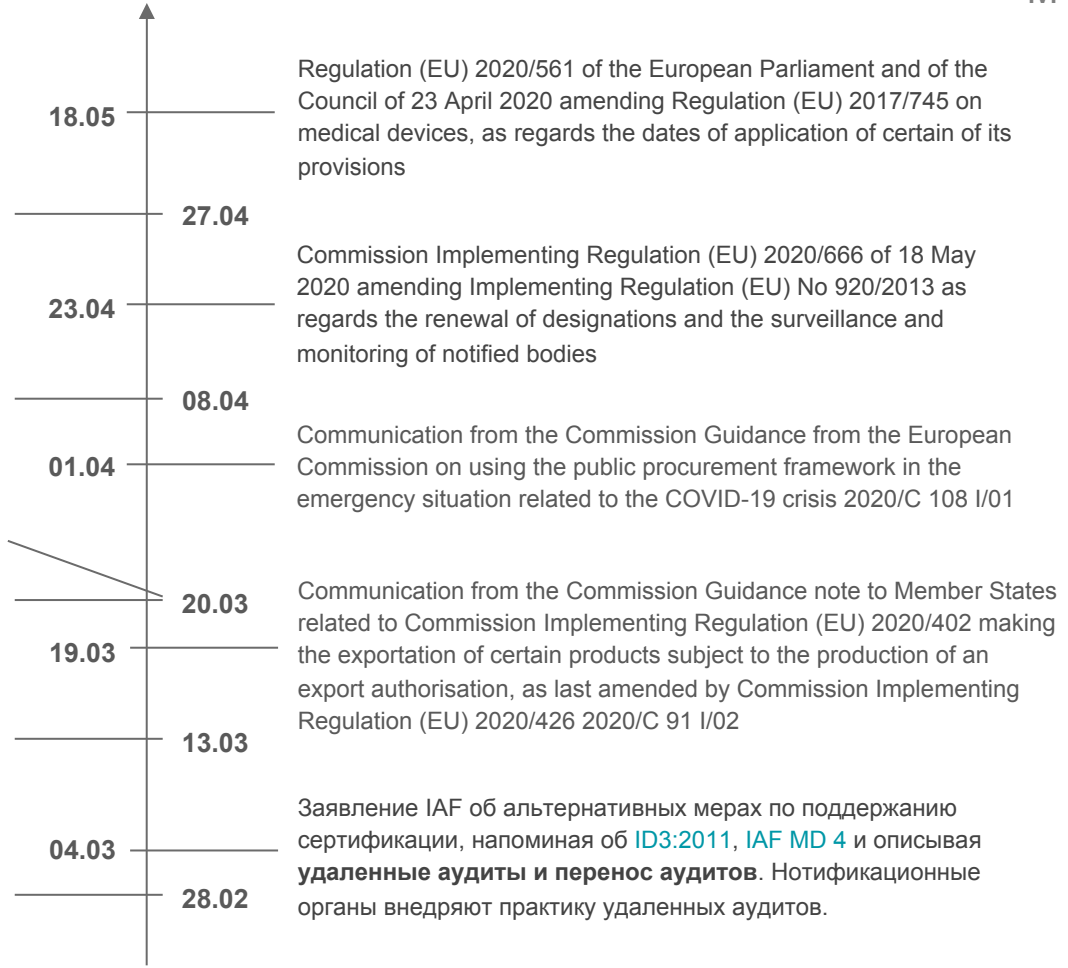 18.05
Regulation (EU) 2020/561 of the European Parliament and of the
Council of 23 April 2020 amending Regulation (EU) 2017/745 on
medical devices, as regards the dates of application of certain of its
provisions
27.04
23.04
Commission Implementing Regulation (EU) 2020/666 of 18 May
2020 amending Implementing Regulation (EU) No 920/2013 as
regards the renewal of designations and the surveillance and
monitoring of notified bodies
08.04
01.04
Communication from the Commission Guidance from the European
Commission on using the public procurement framework in the
emergency situation related to the COVID-19 crisis 2020/C 108 I/01
20.03
19.03
Communication from the Commission Guidance note to Member States
related to Commission Implementing Regulation (EU) 2020/402 making
the exportation of certain products subject to the production of an
export authorisation, as last amended by Commission Implementing
Regulation (EU) 2020/426 2020/C 91 I/02
13.03
04.03
Заявление IAF об альтернативных мерах по поддержанию
сертификации, напоминая об ID3:2011, IAF MD 4 и описывая
удаленные аудиты и перенос аудитов. Нотификационные
органы внедряют практику удаленных аудитов.
28.02